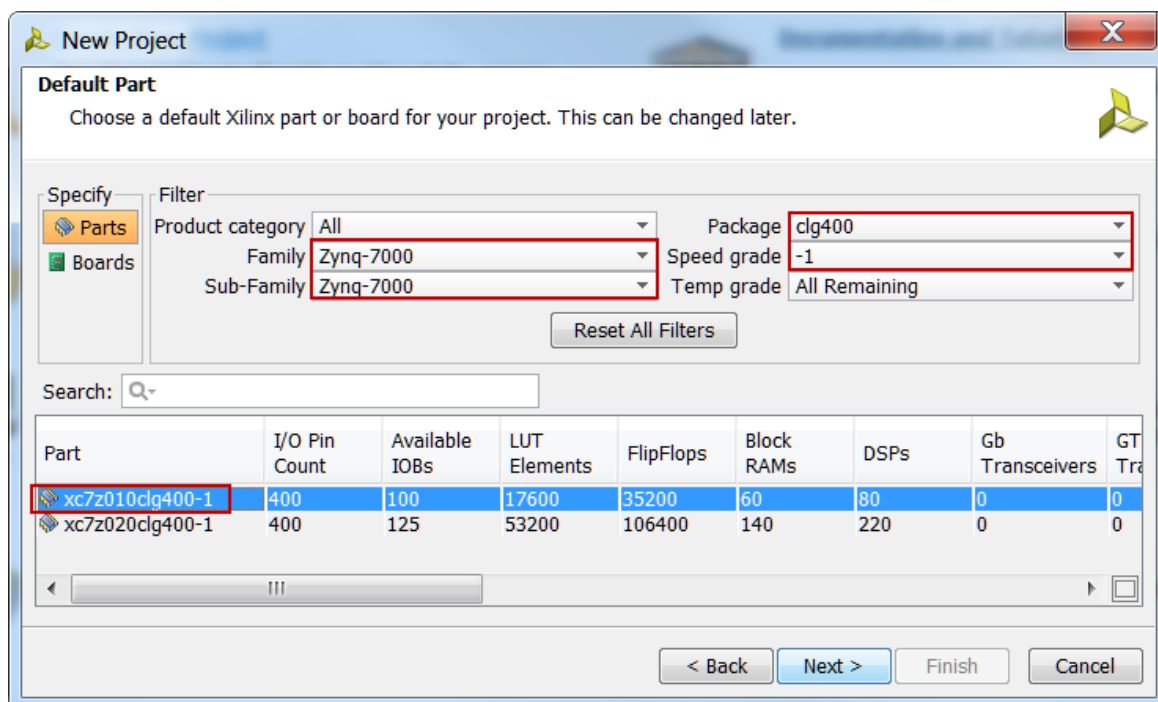 New Project
Default Part
Choose a default Xilinx part or board for your project. This can be changed later.
Specify
Filter
Parts
Boards
Product category All
Package clg400
Family Zynq-7000
Speed grade -1
Sub-Family Zynq-7000
Temp grade All Remaining
Reset All Filters
Search:
Part I/O Pin Count Available IOBs LUT Elements FlipFlops Block RAMs DSPs Gb Transceivers
xc7z010clg400-1 400 100 17600 35200 60 80 0 0
xc7z020clg400-1 400 125 53200 106400 140 220 0 0
< Back Next > Finish Cancel